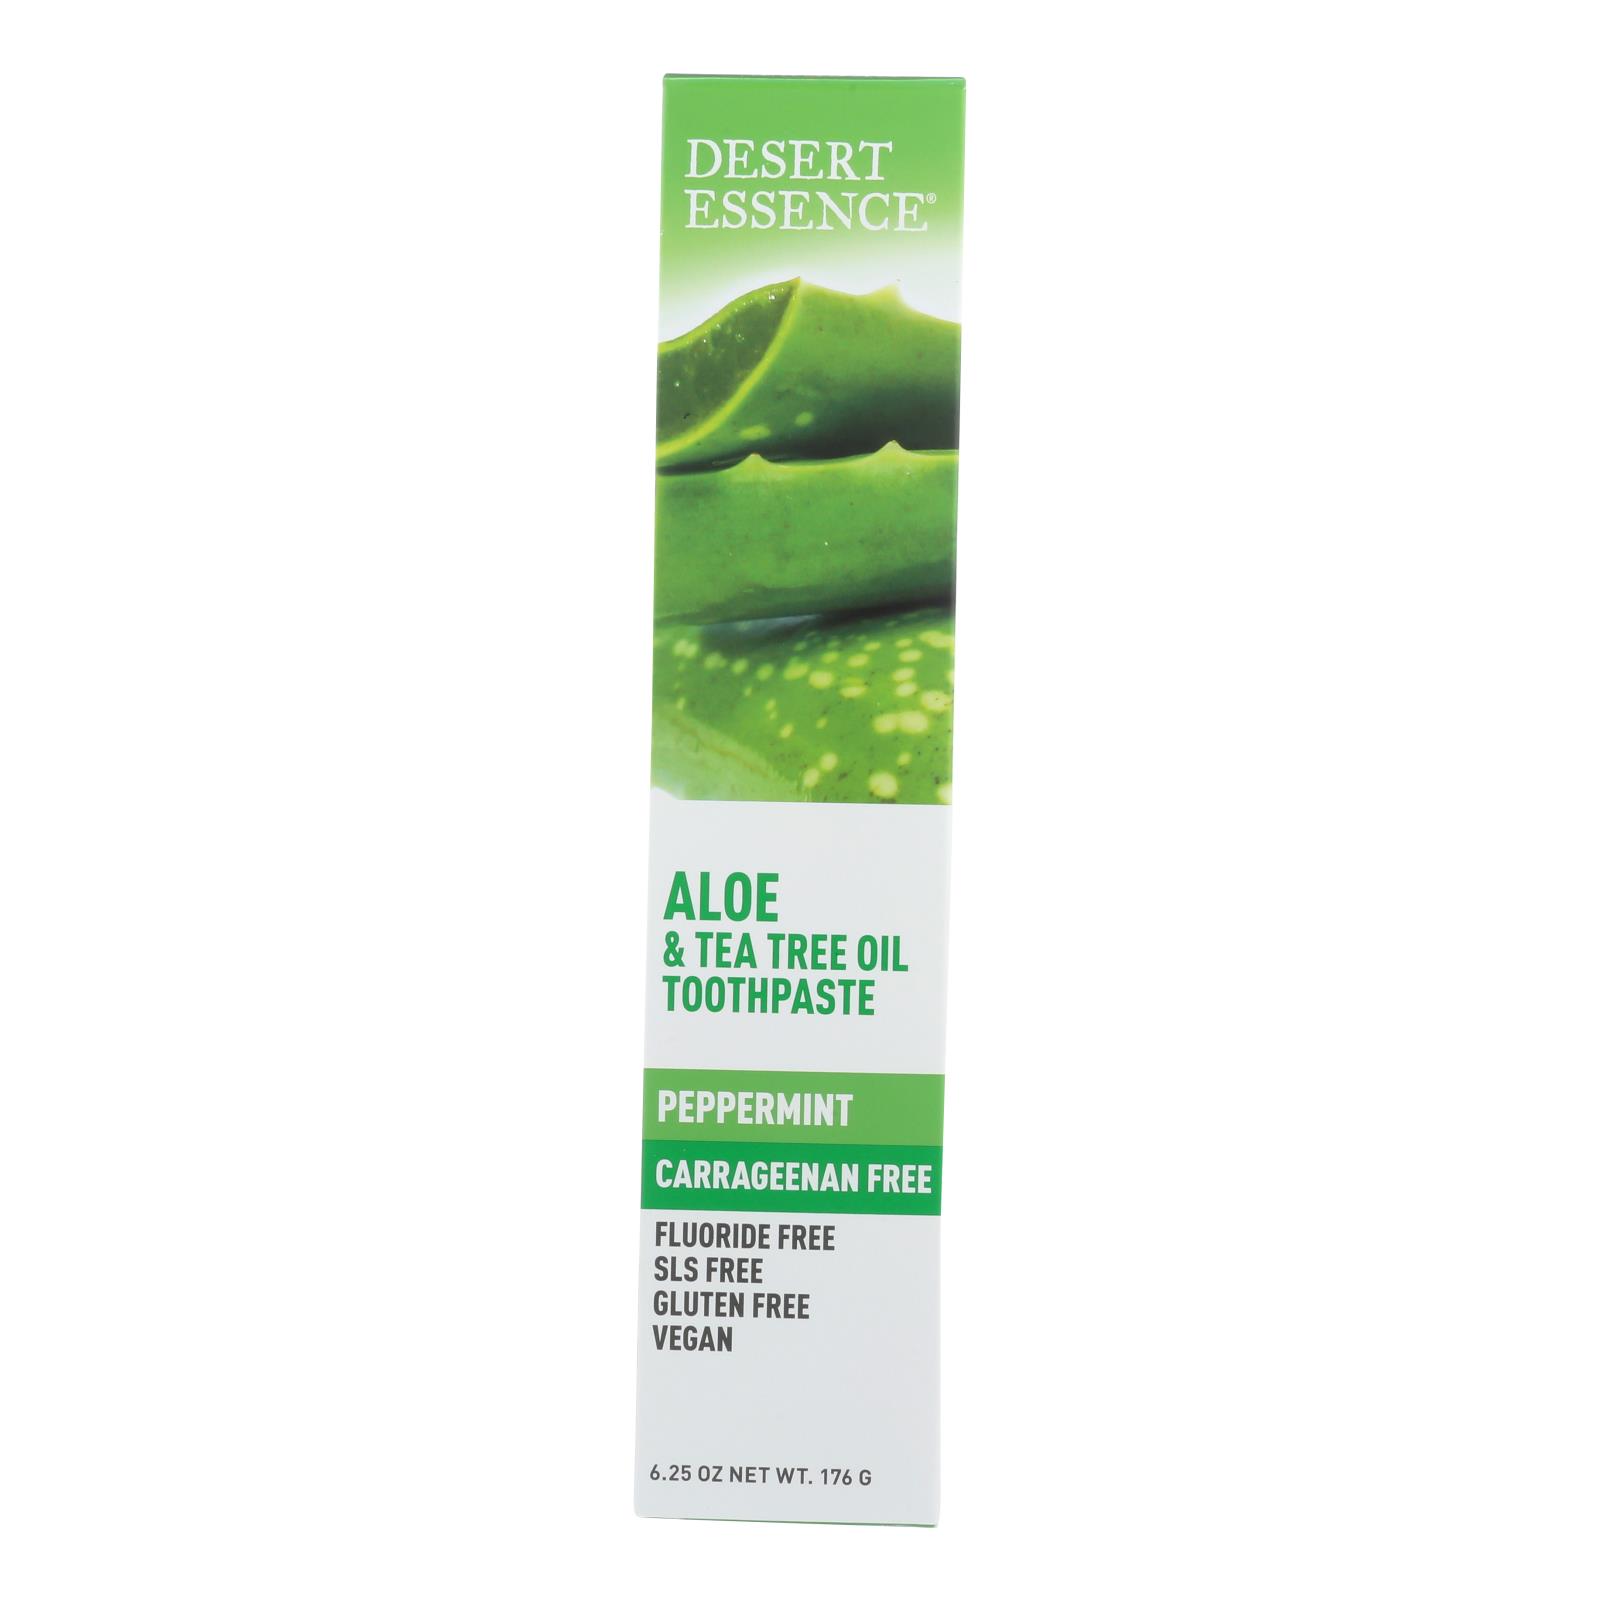 DESERT
ESSENCE®
ALOE
& TEA TREE OIL
TOOTHPASTE
PEPPERMINT
CARRAGEENAN FREE
FLUORIDE FREE
SLS FREE
GLUTEN FREE
VEGAN
6.25 OZ NET WT. 176 G